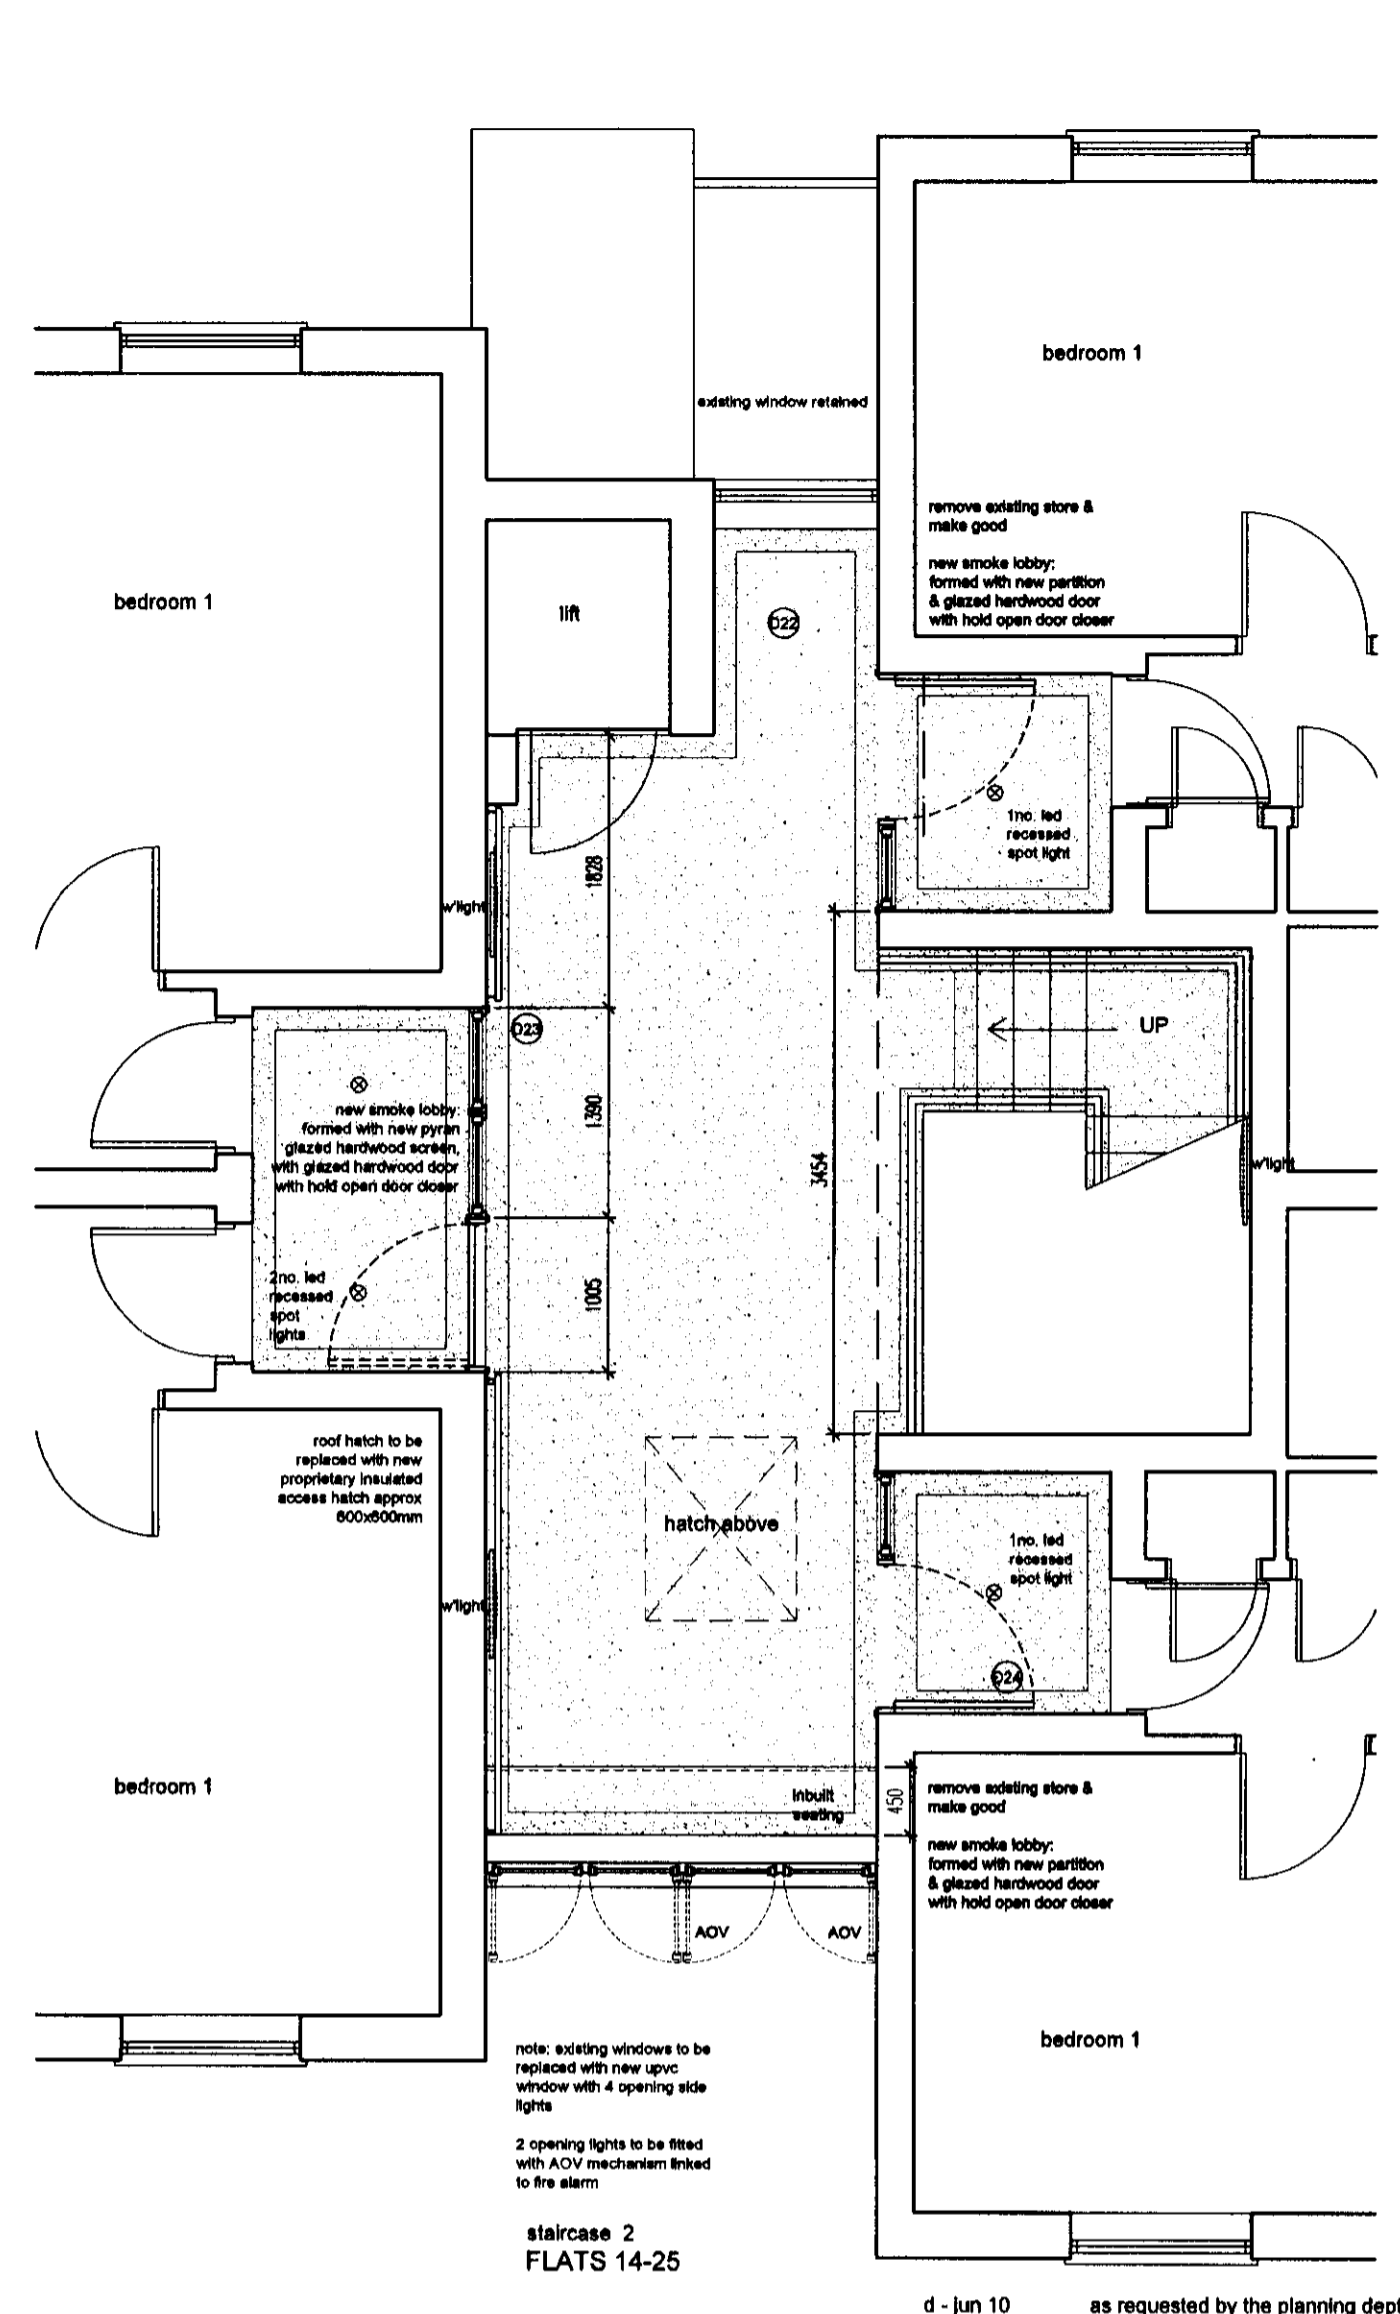 bedroom 1
existing window retained
remove existing store &
make good
new smoke lobby:
formed with new partition
& glazed hardwood door
with hold open door closer
bedroom 1
lift
D22
1no. led
recessed
spot light
1828
w'light
D23
UP
new smoke lobby:
formed with new pyran
glazed hardwood screen,
with glazed hardwood door
with hold open door closer
1390
3454
w'light
2no. led
recessed
spot
lights
1005
roof hatch to be
replaced with new
proprietary insulated
access hatch approx
600x600mm
hatch above
1no. led
recessed
spot light
w'light
D24
bedroom 1
inbuilt
seating
450
remove existing store &
make good
new smoke lobby:
formed with new partition
& glazed hardwood door
with hold open door closer
AOV
AOV
bedroom 1
note: existing windows to be
replaced with new upvc
window with 4 opening side
lights
2 opening lights to be fitted
with AOV mechanism linked
to fire alarm
staircase 2
FLATS 14-25
d - jun 10 as requested by the planning dept